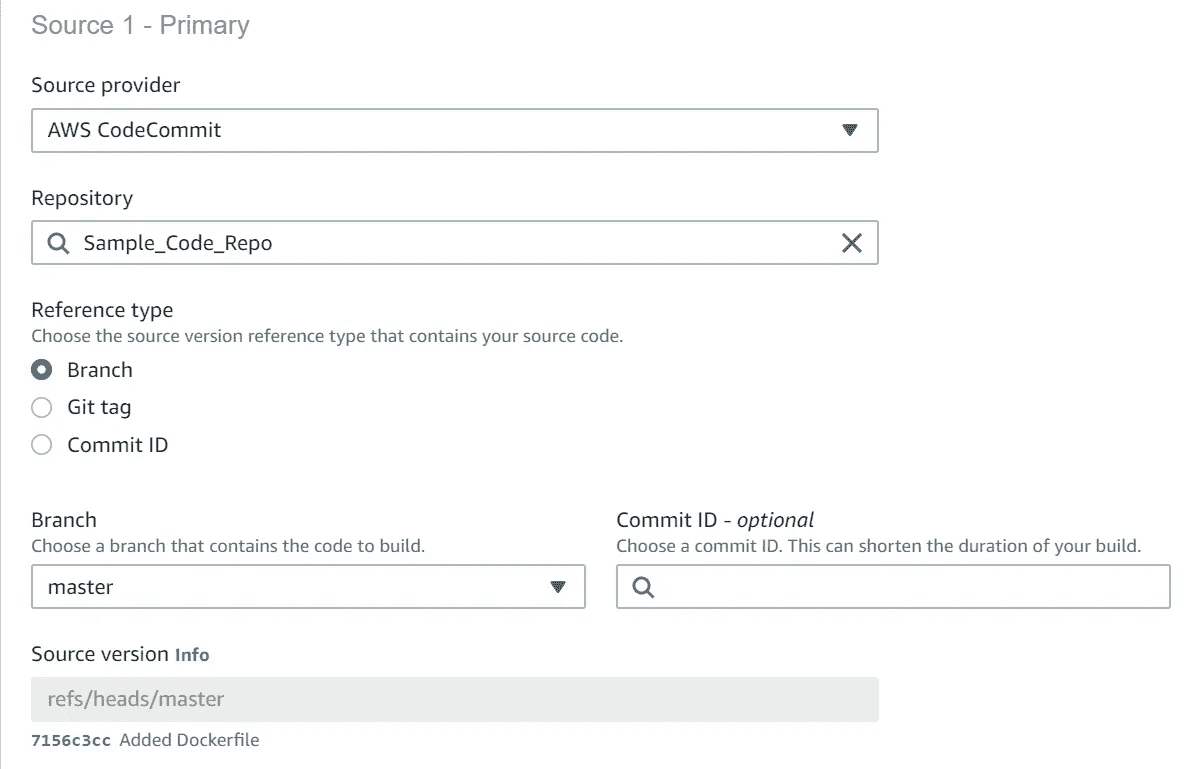 Source 1 - Primary
Source provider
AWS CodeCommit
Repository
Sample_Code_Repo
Reference type
Choose the source version reference type that contains your source code.
Branch
Git tag
Commit ID
Branch
Choose a branch that contains the code to build.
master
Commit ID - optional
Choose a commit ID. This can shorten the duration of your build.
Source version Info
refs/heads/master
7156c3cc Added Dockerfile